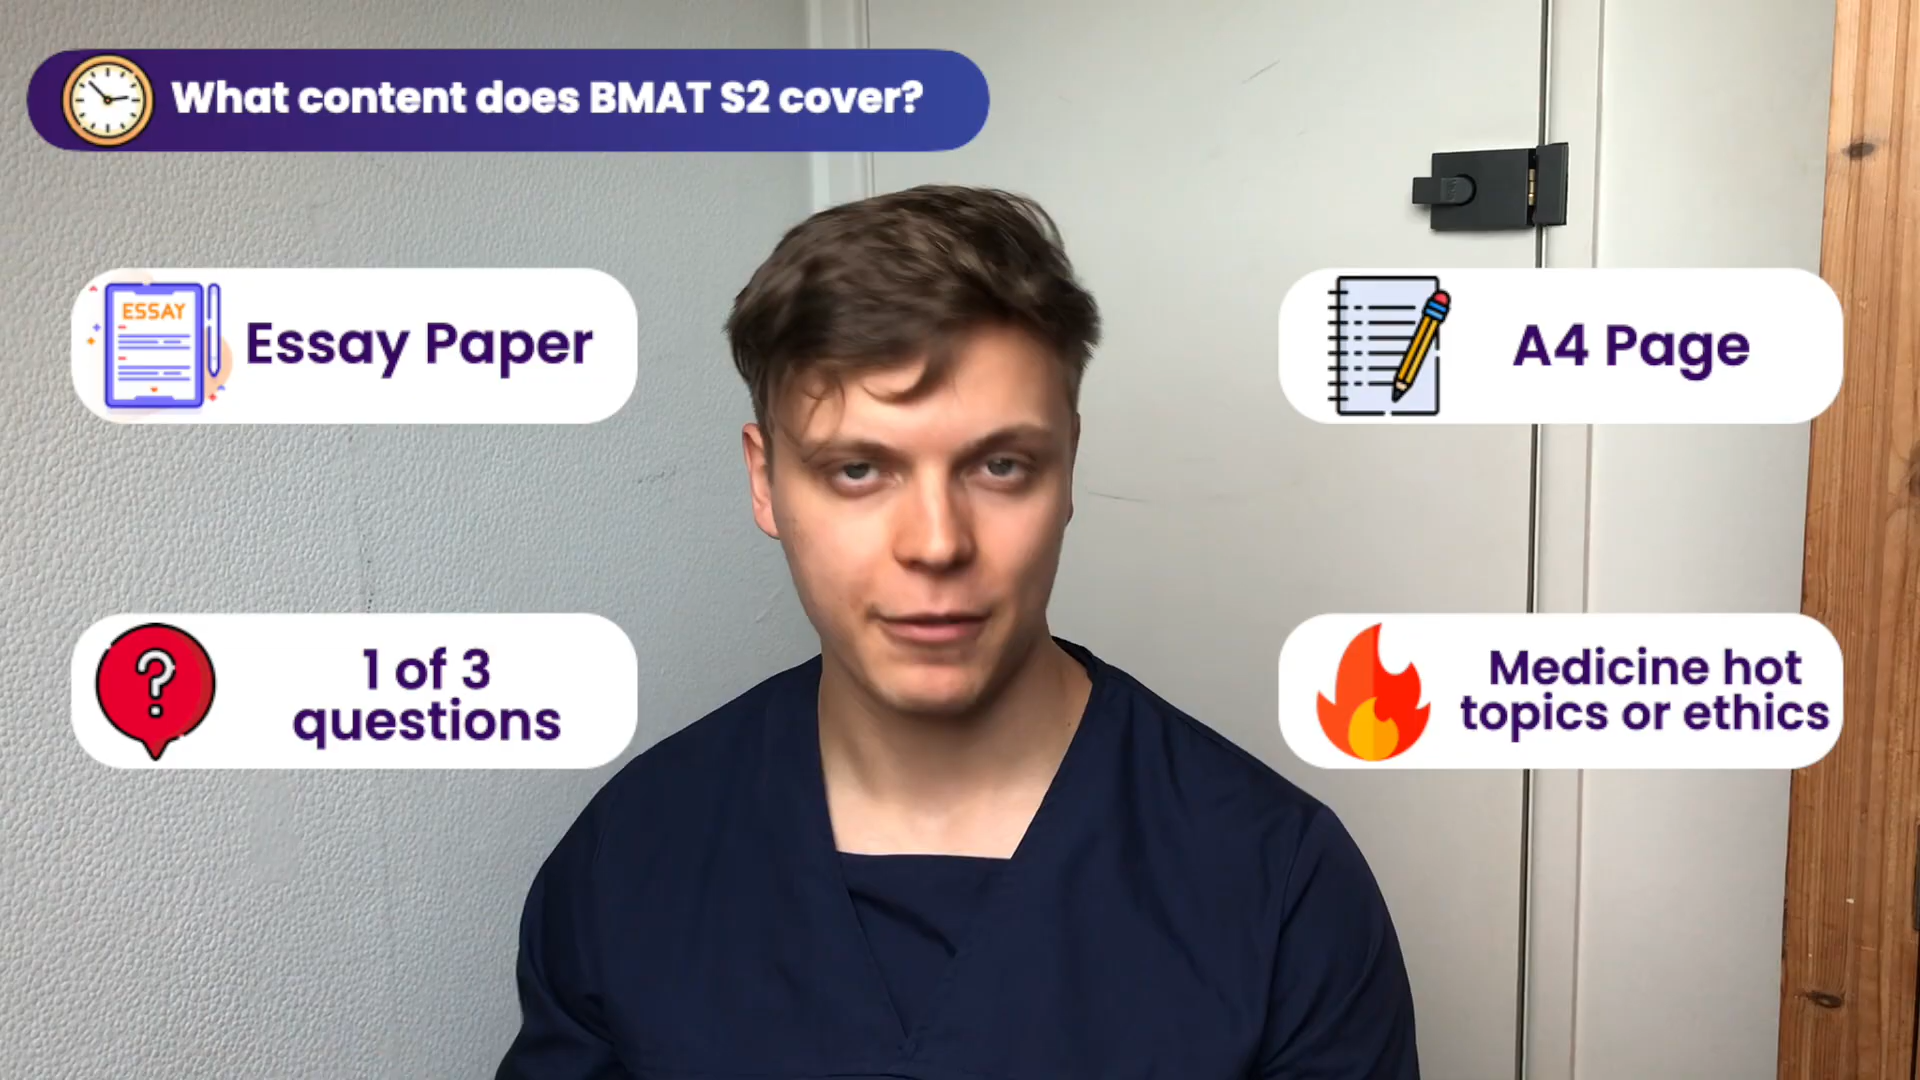 What content does BMAT S2 cover?
ESSAY
Essay Paper
A4 Page
1 of 3
questions
Medicine hot
topics or ethics